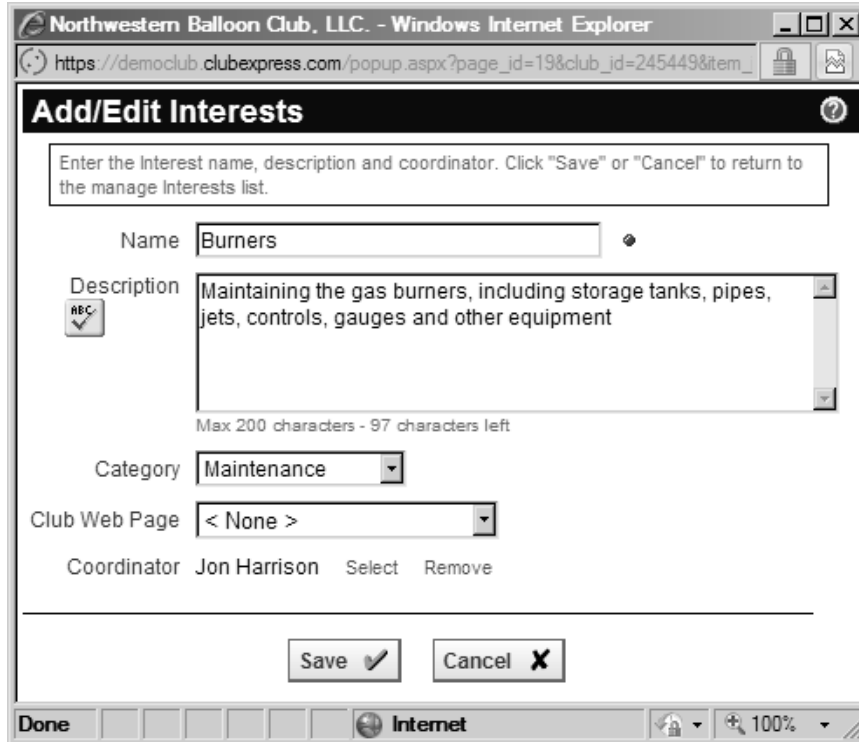 Northwestern Balloon Club, LLC. - Windows Internet Explorer
https://democlub.clubexpress.com/popup.aspx?page_id=19&club_id=245449&item_
Add/Edit Interests
Enter the Interest name, description and coordinator. Click "Save" or "Cancel" to return to
the manage Interests list.
Name Burners
Description Maintaining the gas burners, including storage tanks, pipes,
ABC jets, controls, gauges and other equipment
Max 200 characters - 97 characters left
Category Maintenance
Club Web Page < None >
Coordinator Jon Harrison Select Remove
Save Cancel
Done Internet 100%